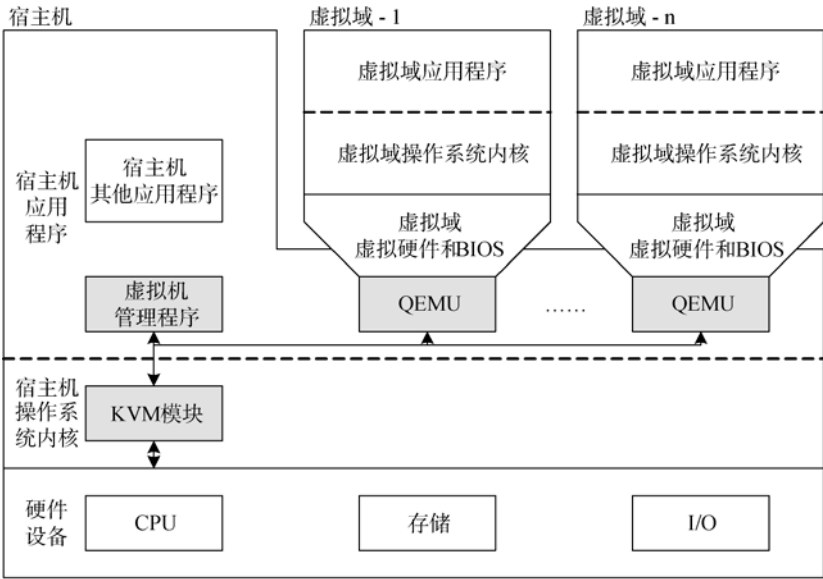 宿主机
虚拟域 - 1
虚拟域 - n
虚拟域应用程序
虚拟域应用程序
虚拟域操作系统内核
虚拟域操作系统内核
宿主机
其他应用程序
宿主机
应用
程序
虚拟域
虚拟硬件和BIOS
虚拟域
虚拟硬件和BIOS
虚拟机
管理程序
QEMU
……
QEMU
宿主机
操作系
统内核
KVM模块
硬件
设备
CPU
存储
I/O